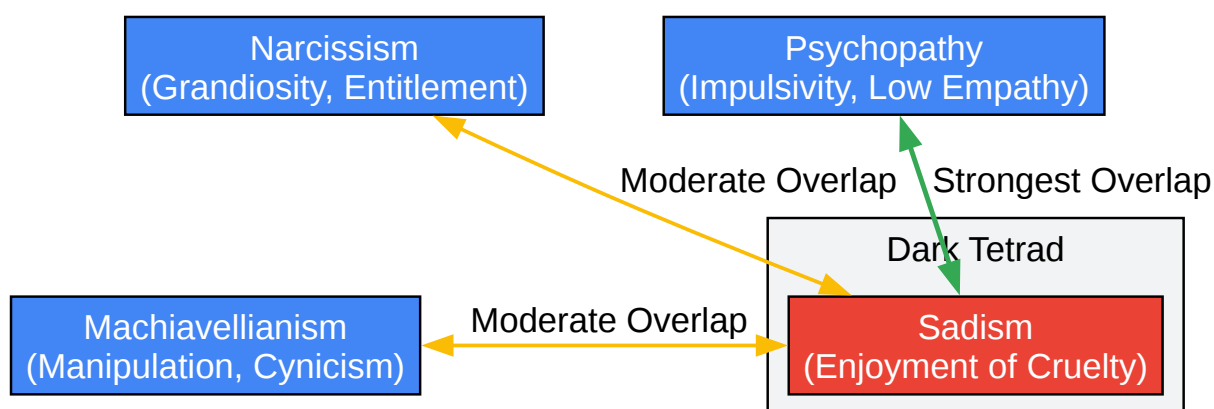 Narcissism
(Grandiosity, Entitlement)
Psychopathy
(Impulsivity, Low Empathy)
Moderate Overlap
Strongest Overlap
Dark Tetrad
Machiavellianism
(Manipulation, Cynicism)
Moderate Overlap
Sadism
(Enjoyment of Cruelty)